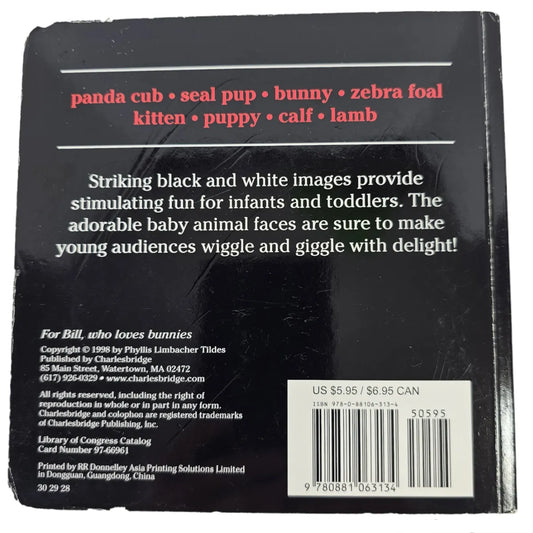 panda cub • seal pup • bunny • zebra foal
kitten • puppy • calf • lamb
Striking black and white images provide
stimulating fun for infants and toddlers. The
adorable baby animal faces are sure to make
young audiences wiggle and giggle with delight!
For Bill, who loves bunnies
Copyright © 1998 by Phyllis Limbacher Tildes
Published by Charlesbridge
85 Main Street, Watertown, MA 02472
(617) 926-0329 • www.charlesbridge.com
All rights reserved, including the right of
reproduction in whole or part in any form.
Charlesbridge and colophon are registered trademarks
of Charlesbridge Publishing, Inc.
Library of Congress Catalog
Card Number 97-66961
Printed by RR Donnelley Asia Printing Solutions Limited
in Dongguan, Guangdong, China
30 29 28
US $5.95 / $6.95 CAN
ISBN 978-0-88106-313-4
50595
9 780881 063134